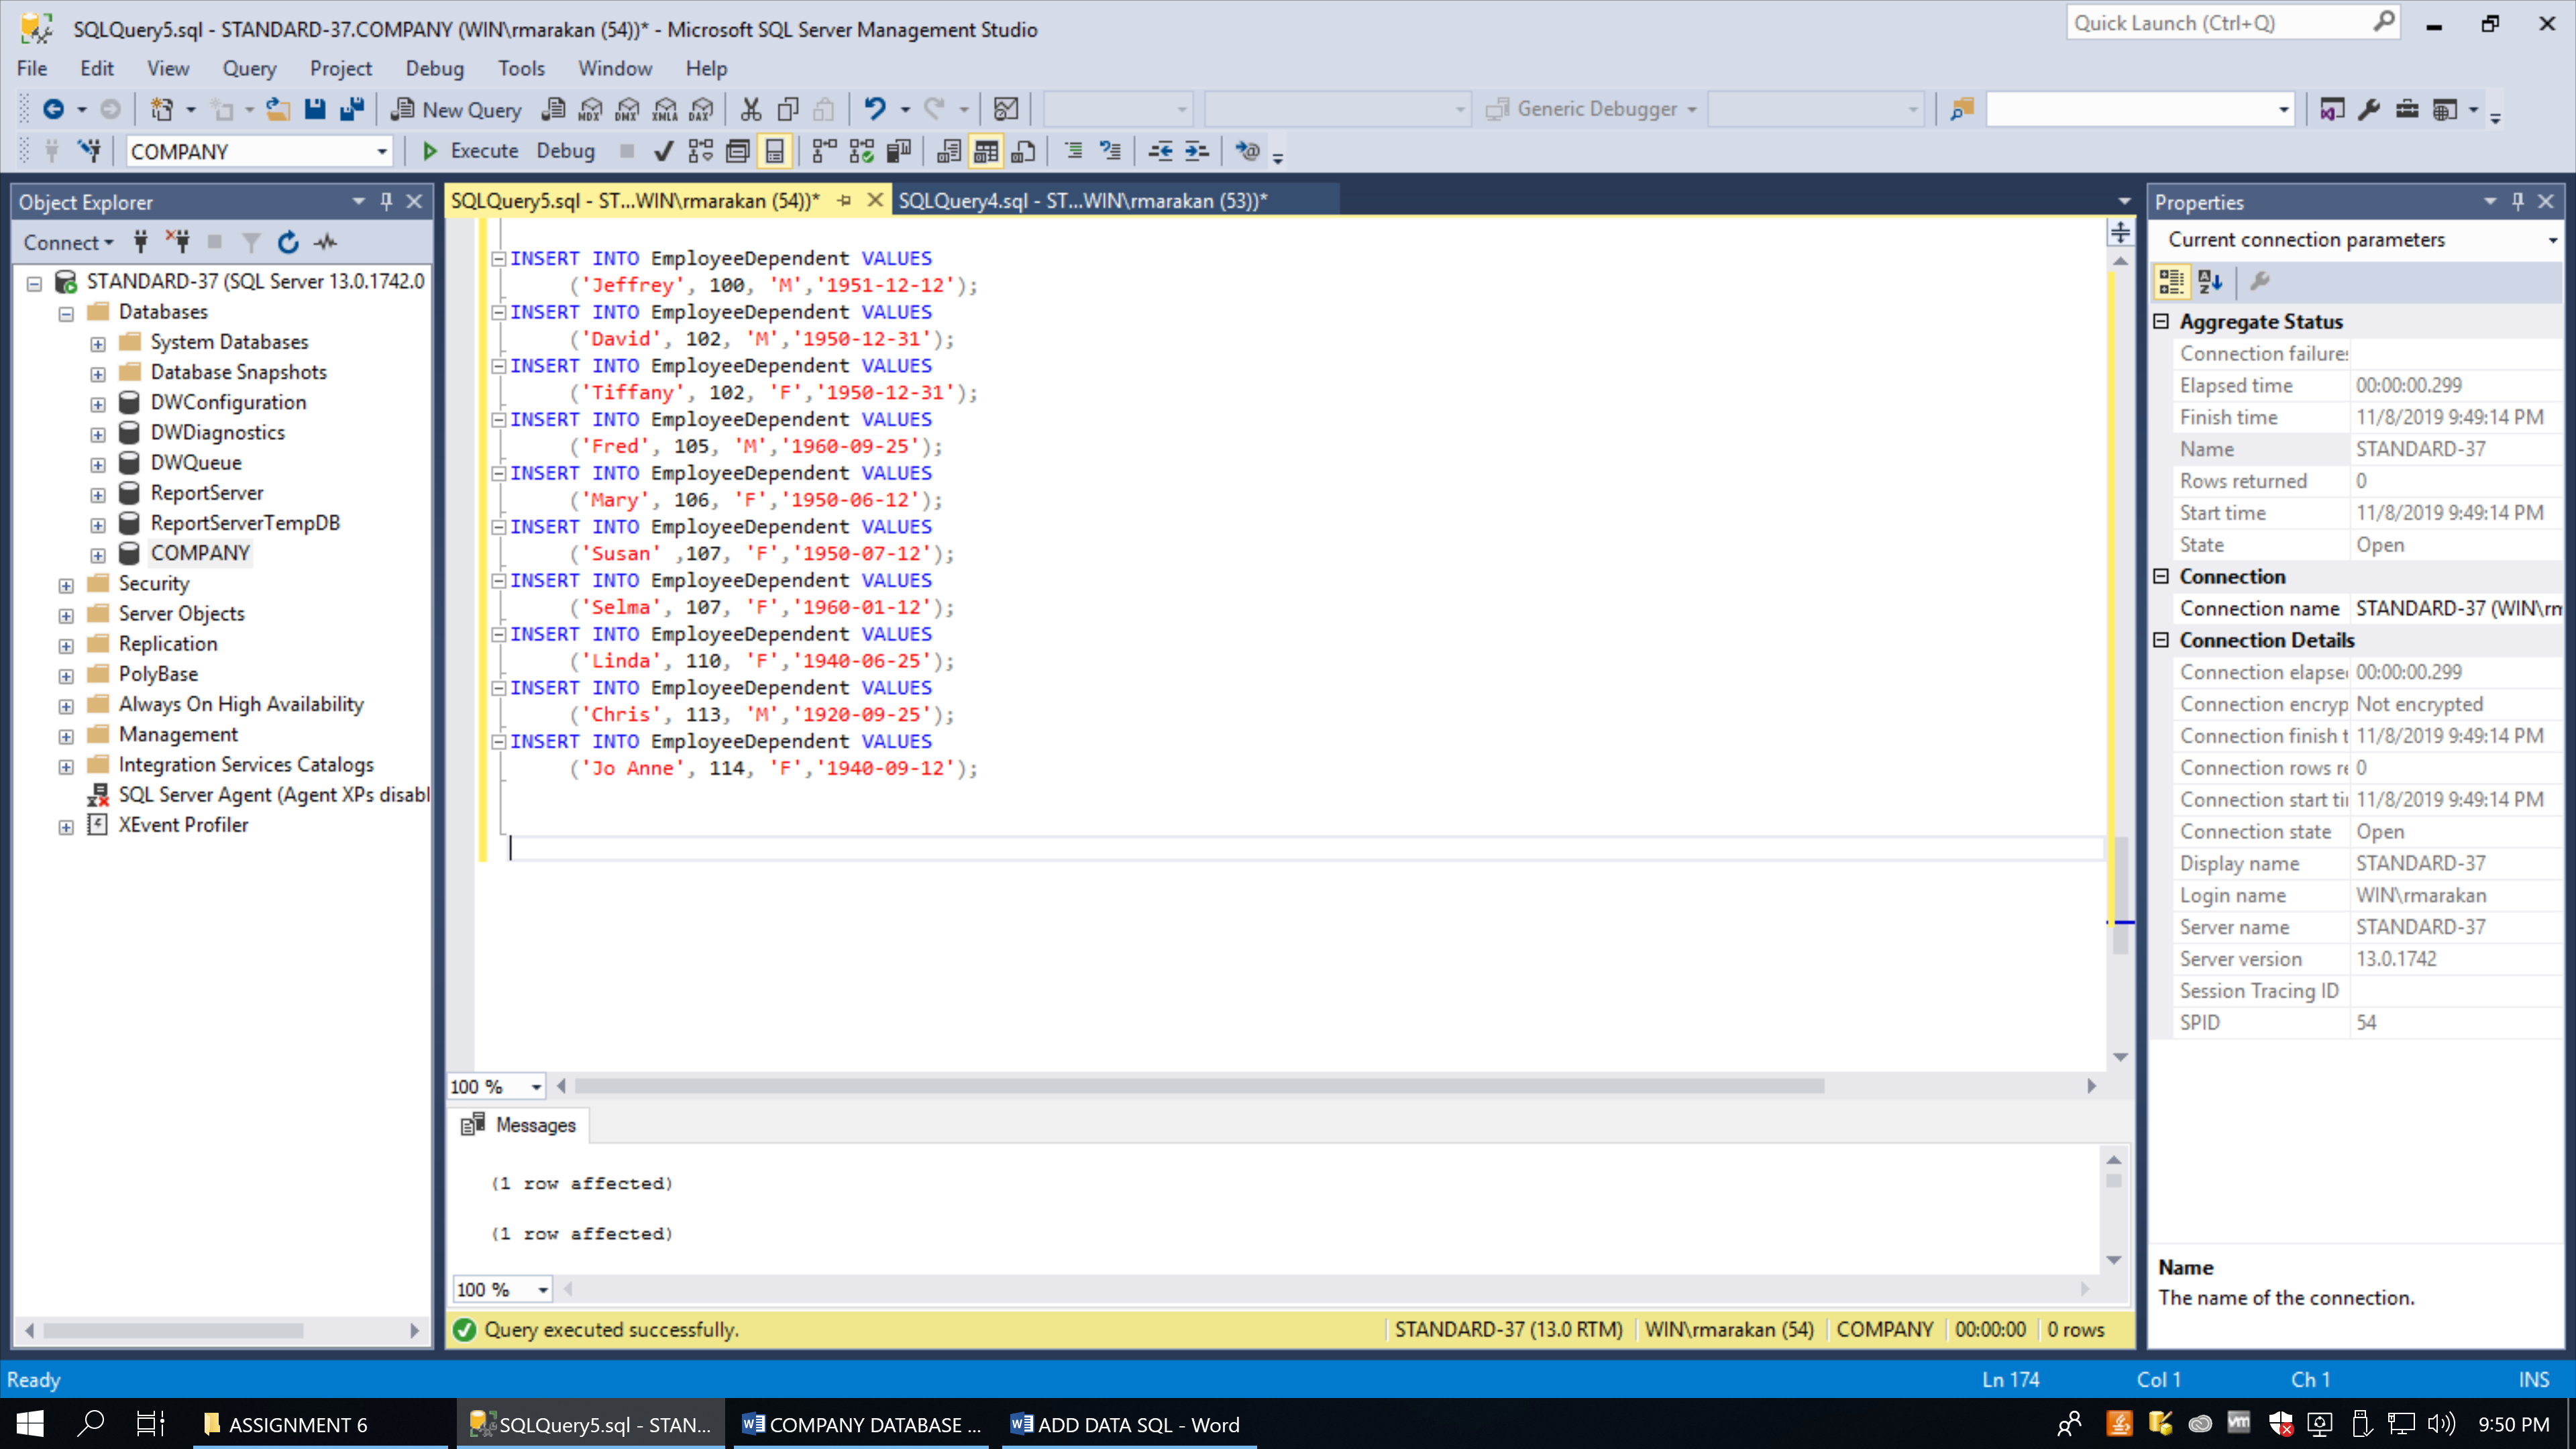 SQLQuery5.sql - STANDARD-37.COMPANY (WIN\rmarakan (54))* - Microsoft SQL Server Management Studio
Quick Launch (Ctrl+Q)
File Edit View Query Project Debug Tools Window Help
New Query MDX DMX XMLA DAX Generic Debugger
COMPANY Execute Debug
Object Explorer
Connect
STANDARD-37 (SQL Server 13.0.1742.0
Databases
System Databases
Database Snapshots
DWConfiguration
DWDiagnostics
DWQueue
ReportServer
ReportServerTempDB
COMPANY
Security
Server Objects
Replication
PolyBase
Always On High Availability
Management
Integration Services Catalogs
SQL Server Agent (Agent XPs disabl
XEvent Profiler
SQLQuery5.sql - ST...WIN\rmarakan (54))* SQLQuery4.sql - ST...WIN\rmarakan (53))*
INSERT INTO EmployeeDependent VALUES
('Jeffrey', 100, 'M','1951-12-12');
INSERT INTO EmployeeDependent VALUES
('David', 102, 'M','1950-12-31');
INSERT INTO EmployeeDependent VALUES
('Tiffany', 102, 'F','1950-12-31');
INSERT INTO EmployeeDependent VALUES
('Fred', 105, 'M','1960-09-25');
INSERT INTO EmployeeDependent VALUES
('Mary', 106, 'F','1950-06-12');
INSERT INTO EmployeeDependent VALUES
('Susan' ,107, 'F','1950-07-12');
INSERT INTO EmployeeDependent VALUES
('Selma', 107, 'F','1960-01-12');
INSERT INTO EmployeeDependent VALUES
('Linda', 110, 'F','1940-06-25');
INSERT INTO EmployeeDependent VALUES
('Chris', 113, 'M','1920-09-25');
INSERT INTO EmployeeDependent VALUES
('Jo Anne', 114, 'F','1940-09-12');
100 %
Messages
(1 row affected)
(1 row affected)
100 %
Query executed successfully. STANDARD-37 (13.0 RTM) WIN\rmarakan (54) COMPANY 00:00:00 0 rows
Properties
Current connection parameters
Aggregate Status
Connection failure
Elapsed time 00:00:00.299
Finish time 11/8/2019 9:49:14 PM
Name STANDARD-37
Rows returned 0
Start time 11/8/2019 9:49:14 PM
State Open
Connection
Connection name STANDARD-37 (WIN\rm
Connection Details
Connection elapse 00:00:00.299
Connection encryp Not encrypted
Connection finish t 11/8/2019 9:49:14 PM
Connection rows re 0
Connection start ti 11/8/2019 9:49:14 PM
Connection state Open
Display name STANDARD-37
Login name WIN\rmarakan
Server name STANDARD-37
Server version 13.0.1742
Session Tracing ID
SPID 54
Name
The name of the connection.
Ready Ln 174 Col 1 Ch 1 INS
ASSIGNMENT 6 SQLQuery5.sql - STAN... COMPANY DATABASE ... ADD DATA SQL - Word 9:50 PM